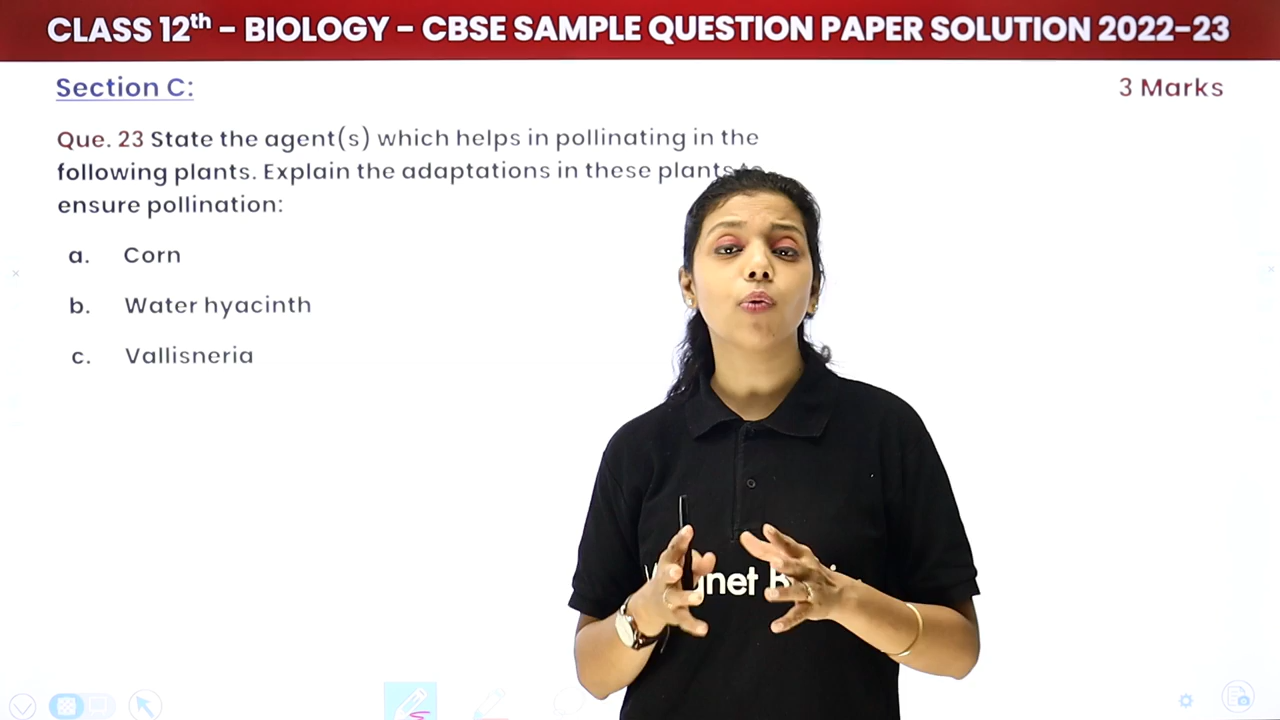 CLASS 12th – BIOLOGY – CBSE SAMPLE QUESTION PAPER SOLUTION 2022-23
Section C:
3 Marks
Que. 23 State the agent(s) which helps in pollinating in the
following plants. Explain the adaptations in these plants to
ensure pollination:
a. Corn
b. Water hyacinth
c. Vallisneria